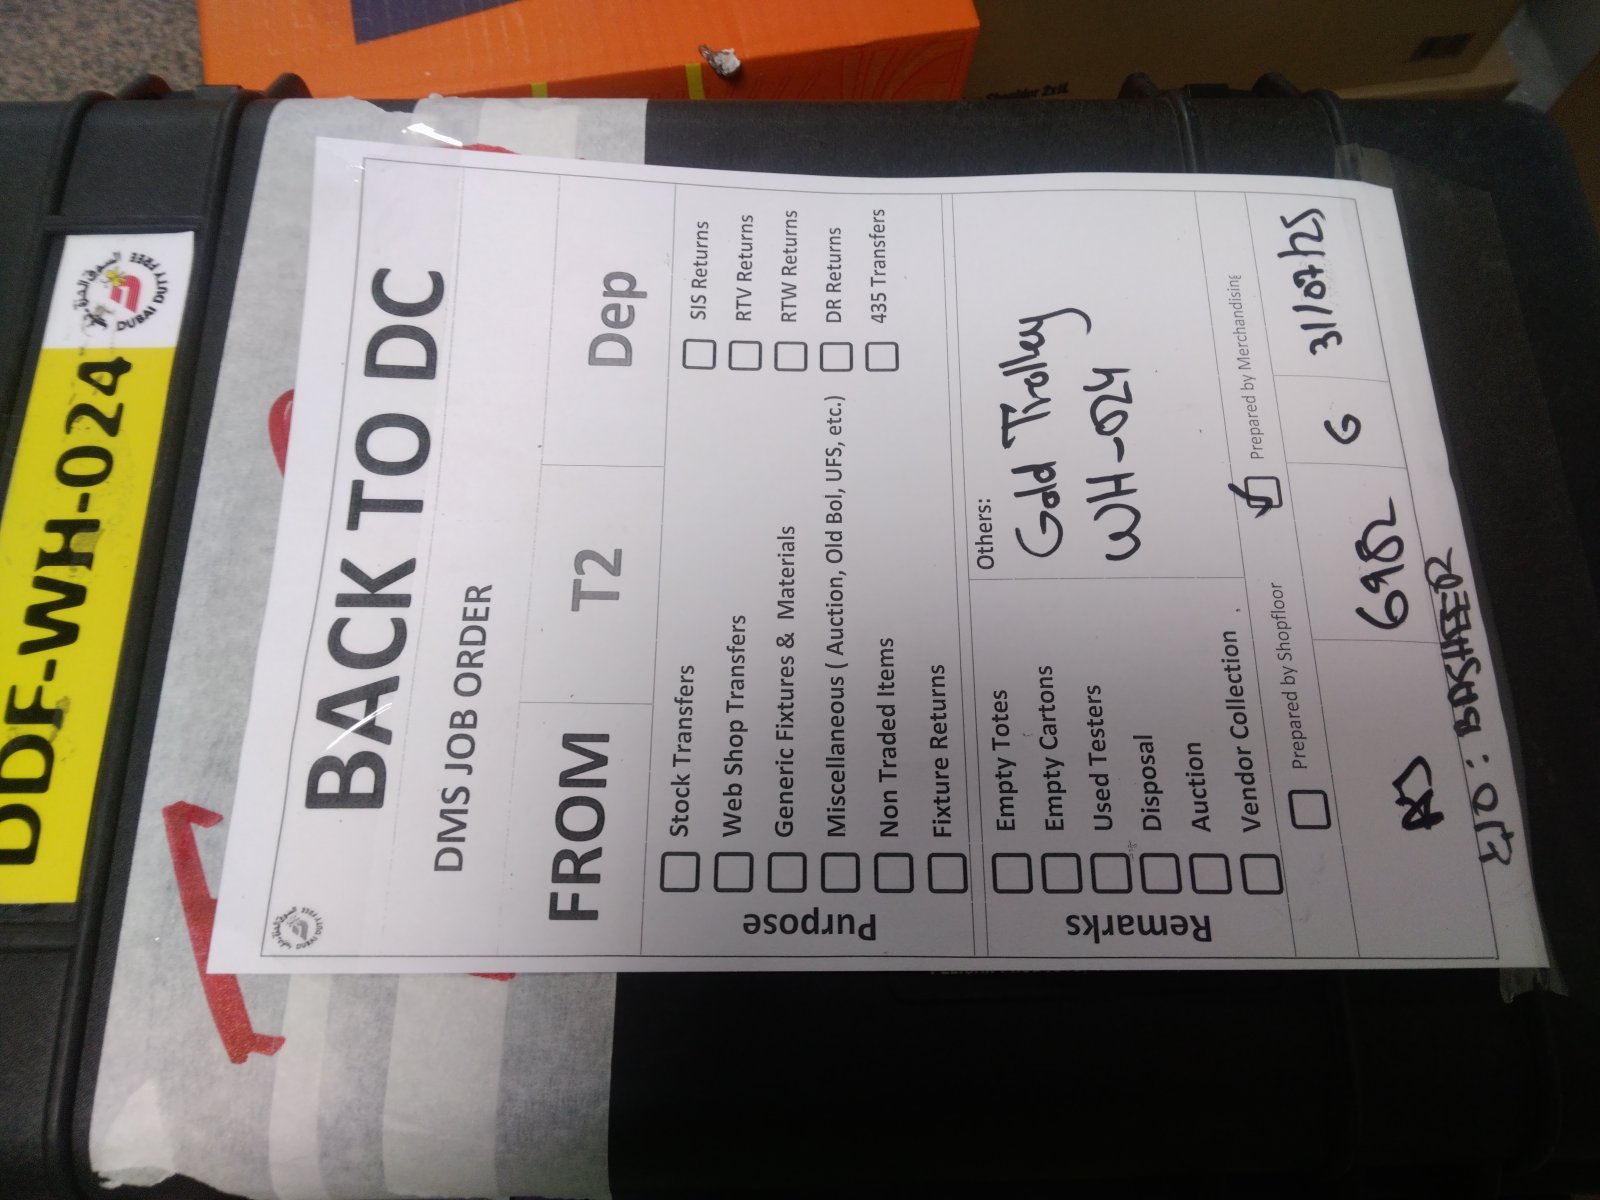 DDF-WH-024
السوق الحرة
DUBAI DUTY FREE
BACK TO DC
DMS JOB ORDER
FROM T2 Dep
Purpose
Stock Transfers
Web Shop Transfers
Generic Fixtures & Materials
Miscellaneous ( Auction, Old Bol, UFS, etc.)
Non Traded Items
Fixture Returns
SIS Returns
RTV Returns
RTW Returns
DR Returns
435 Transfers
Remarks
Empty Totes
Empty Cartons
Used Testers
Disposal
Auction
Vendor Collection
Others:
Gold Trolley
WH-024
Prepared by Shopfloor
Prepared by Merchandising
6982 G 31/07/25
BASHEER
2x1L